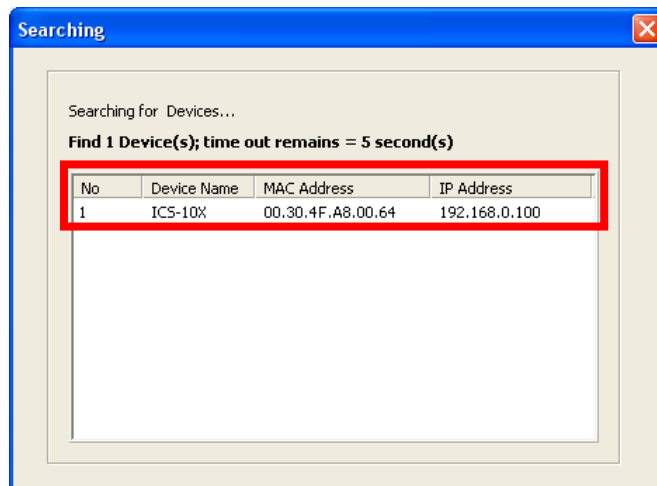 Searching
Searching for Devices...
Find 1 Device(s); time out remains = 5 second(s)
No Device Name MAC Address IP Address
1 ICS-10X 00.30.4F.A8.00.64 192.168.0.100